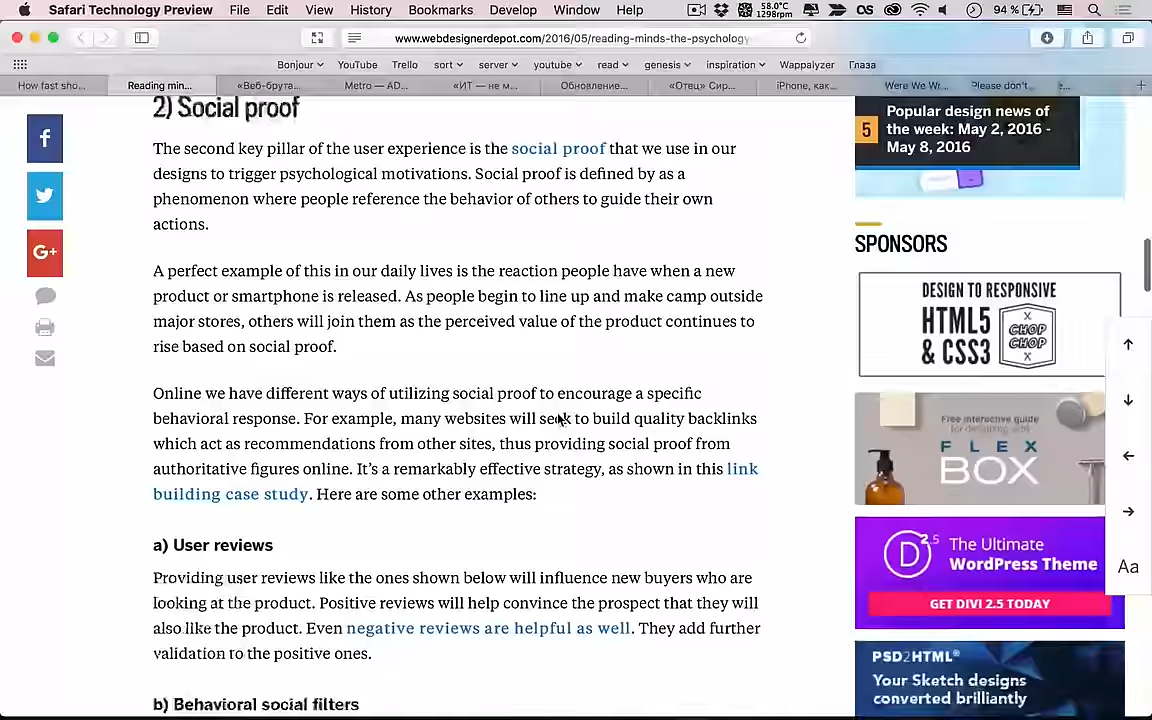 Safari Technology Preview File Edit View History Bookmarks Develop Window Help
58.0°C
1298rpm
94 %
www.webdesignerdepot.com/2016/05/reading-minds-the-psychology
Bonjour YouTube Trello sort server youtube read genesis inspiration Wappalyzer Глаза
How fast sho... Reading min... «Веб-брута... Metro — AD... «ИТ — не м... Обновление... «Отец» Сир... iPhone, как... Were We Wr... Please don't...
2) Social proof
The second key pillar of the user experience is the social proof that we use in our
designs to trigger psychological motivations. Social proof is defined by as a
phenomenon where people reference the behavior of others to guide their own
actions.
A perfect example of this in our daily lives is the reaction people have when a new
product or smartphone is released. As people begin to line up and make camp outside
major stores, others will join them as the perceived value of the product continues to
rise based on social proof.
Online we have different ways of utilizing social proof to encourage a specific
behavioral response. For example, many websites will seek to build quality backlinks
which act as recommendations from other sites, thus providing social proof from
authoritative figures online. It's a remarkably effective strategy, as shown in this link
building case study. Here are some other examples:
a) User reviews
Providing user reviews like the ones shown below will influence new buyers who are
looking at the product. Positive reviews will help convince the prospect that they will
also like the product. Even negative reviews are helpful as well. They add further
validation to the positive ones.
b) Behavioral social filters
5
Popular design news of
the week: May 2, 2016 -
May 8, 2016
SPONSORS
DESIGN TO RESPONSIVE
HTML5
& CSS3
CHOP
CHOP
Free interactive guide
for designing with
FLEX
BOX
D 2.5
The Ultimate
WordPress Theme
GET DIVI 2.5 TODAY
PSD2HTML®
Your Sketch designs
converted brilliantly
G+
Aa